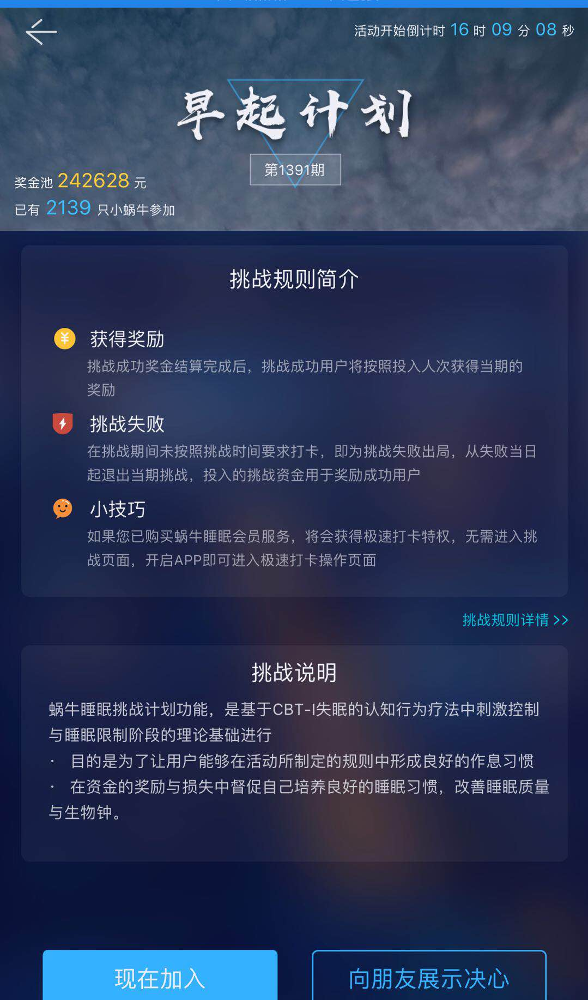 活动开始倒计时 16 时 09 分 08 秒
早起计划
第1391期
奖金池 242628 元
已有 2139 只小蜗牛参加
挑战规则简介
¥ 获得奖励
挑战成功奖金结算完成后，挑战成功用户将按照投入人次获得当期的
奖励
挑战失败
在挑战期间未按照挑战时间要求打卡，即为挑战失败出局，从失败当日
起退出当期挑战，投入的挑战资金用于奖励成功用户
小技巧
如果您已购买蜗牛睡眠会员服务，将会获得极速打卡特权，无需进入挑
战页面，开启APP即可进入极速打卡操作页面
挑战规则详情 >>
挑战说明
蜗牛睡眠挑战计划功能，是基于CBT-I失眠的认知行为疗法中刺激控制
与睡眠限制阶段的理论基础进行
· 目的是为了让用户能够在活动所制定的规则中形成良好的作息习惯
· 在资金的奖励与损失中督促自己培养良好的睡眠习惯，改善睡眠质量
与生物钟。
现在加入
向朋友展示决心